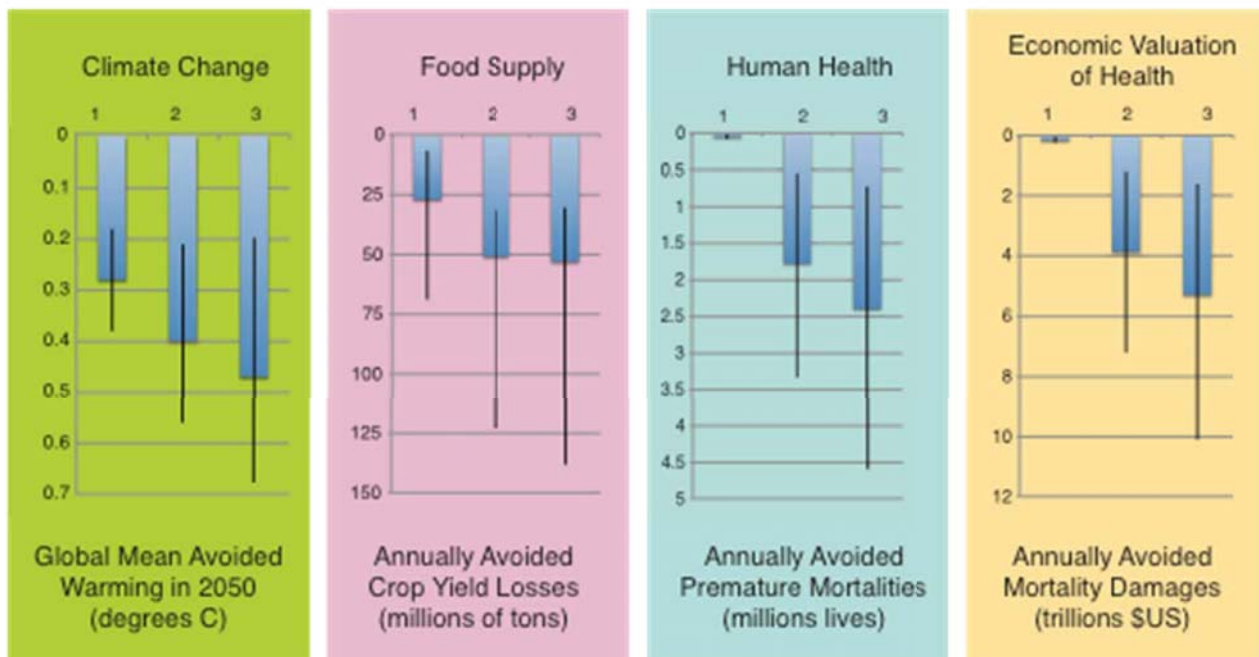 Climate Change
1 2 3
0
0.1
0.2
0.3
0.4
0.5
0.6
0.7
Global Mean Avoided
Warming in 2050
(degrees C)
Food Supply
1 2 3
0
25
50
75
100
125
150
Annually Avoided
Crop Yield Losses
(millions of tons)
Human Health
1 2 3
0
0.5
1
1.5
2
2.5
3
3.5
4
4.5
5
Annually Avoided
Premature Mortalities
(millions lives)
Economic Valuation
of Health
1 2 3
0
2
4
6
8
10
12
Annually Avoided
Mortality Damages
(trillions $US)